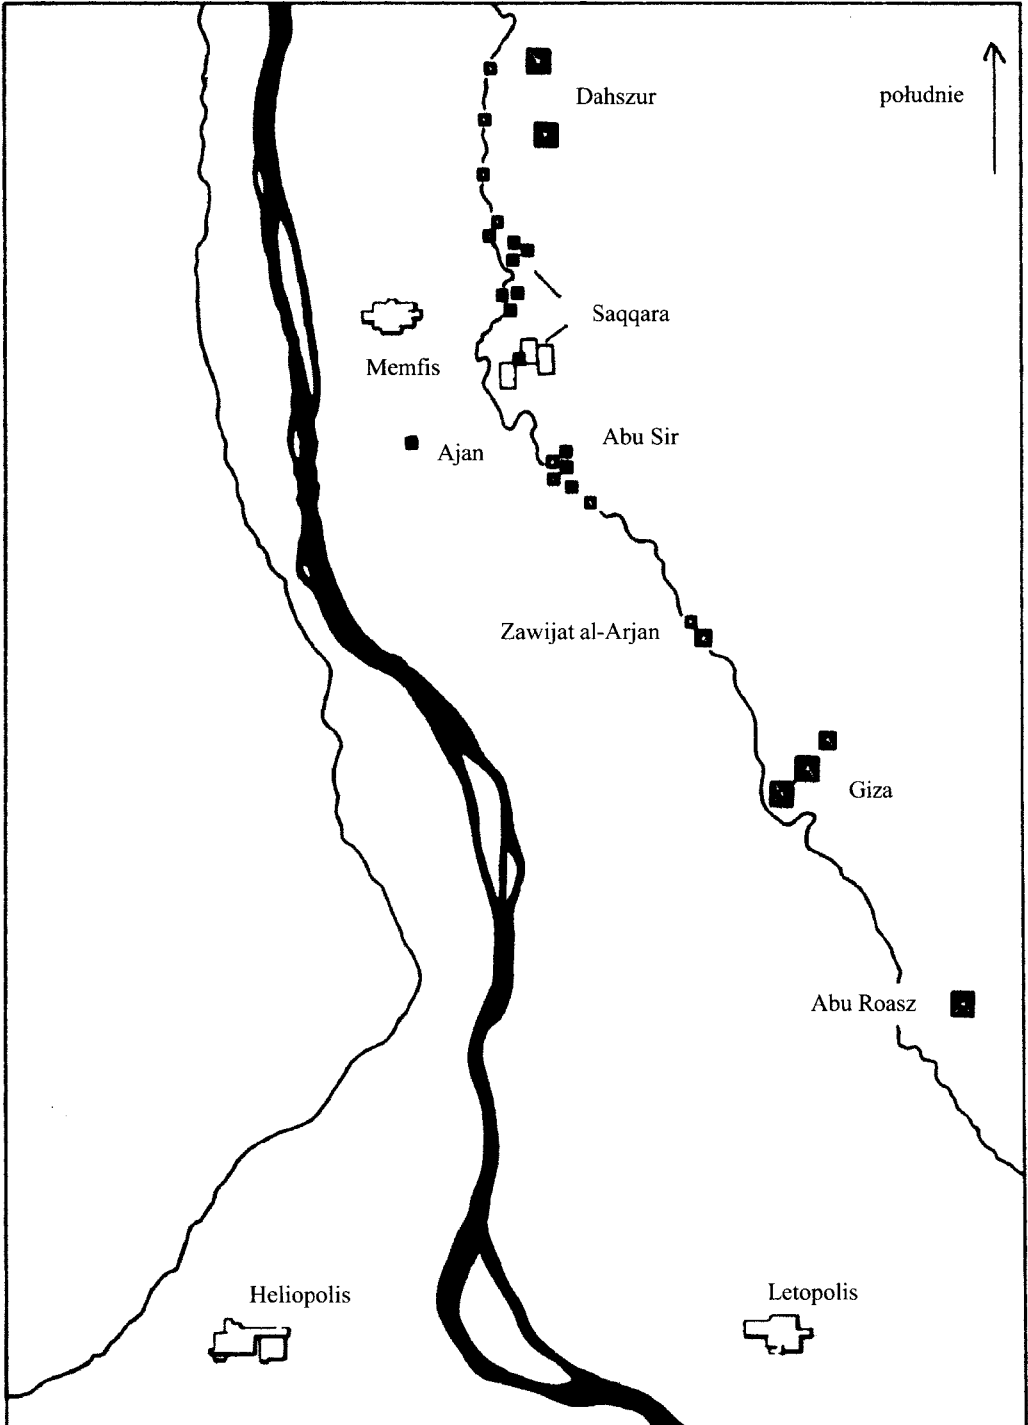 Dahszur
południe
Saqqara
Memfis
Abu Sir
Ajan
Zawijat al-Arjan
Giza
Abu Roasz
Heliopolis
Letopolis